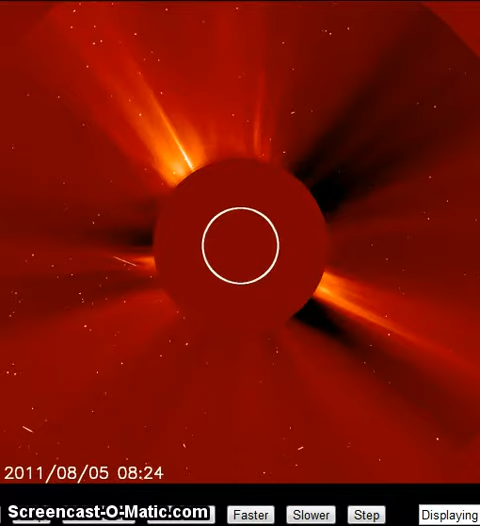 2011/08/05 08:24
Screencast-O-Matic.com
Faster
Slower
Step
Displaying